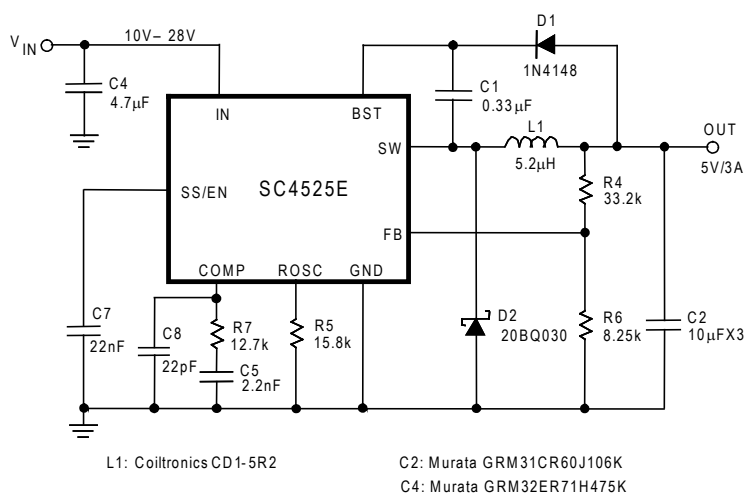 D1
V IN
10V– 28V
1N4148
C4
4.7µF
C1
0.33µF
IN
BST
L1
OUT
SW
5.2µH
5V/3A
SS/EN
SC4525E
R4
33.2k
FB
COMP
ROSC
GND
C7
22nF
C8
22pF
R7
12.7k
R5
15.8k
C5
2.2nF
D2
20BQ030
R6
8.25k
C2
10µFX3
L1: Coiltronics CD1-5R2
C2: Murata GRM31CR60J106K
C4: Murata GRM32ER71H475K